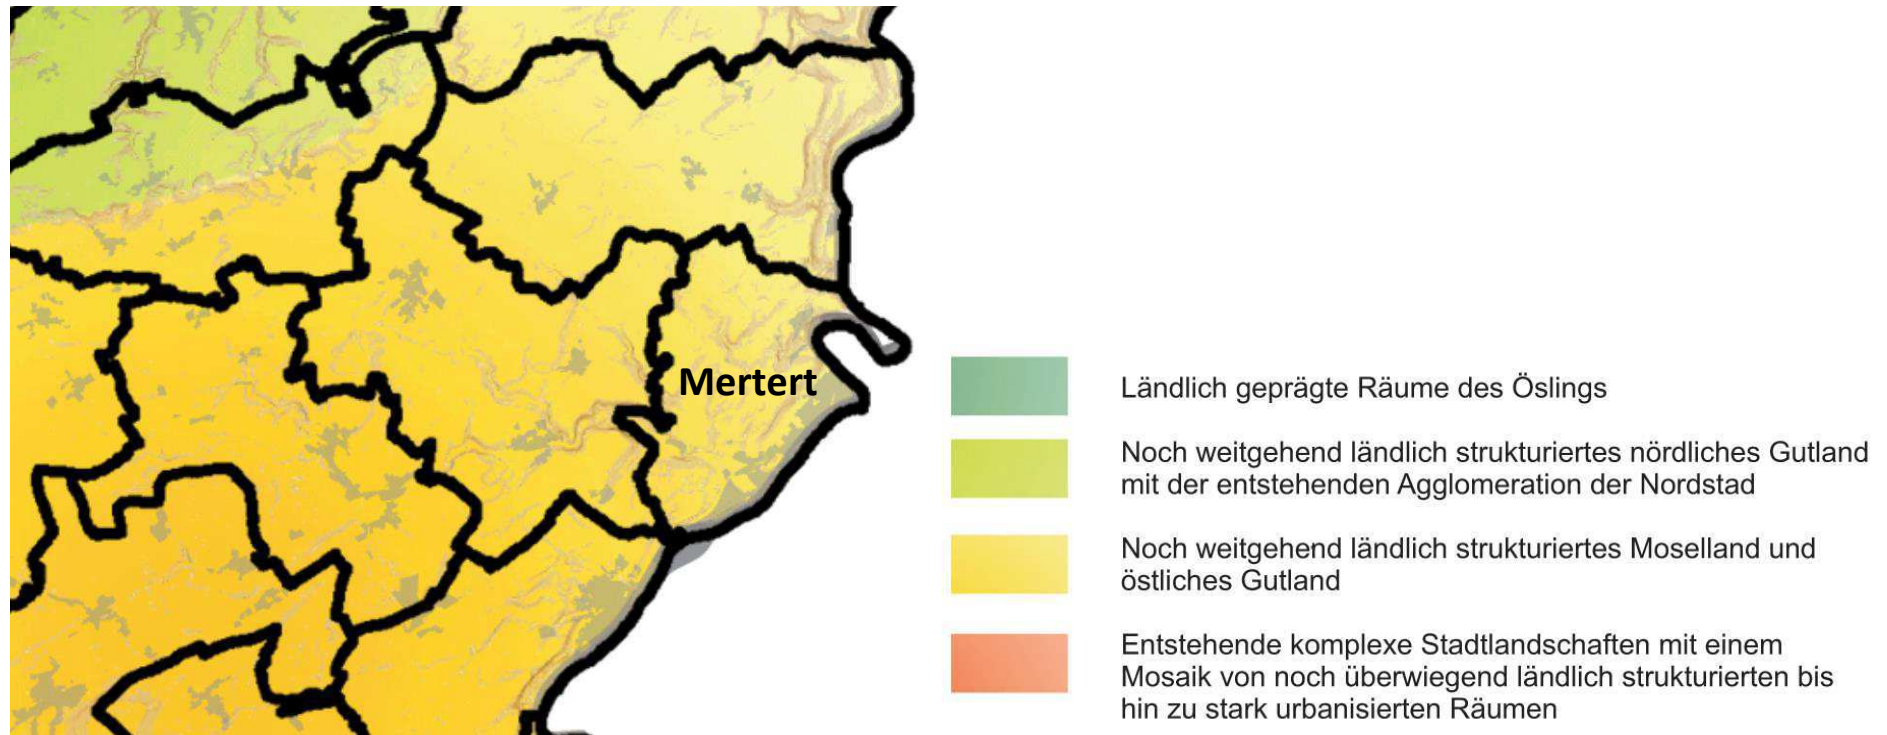 Mertert
Ländlich geprägte Räume des Öslings
Noch weitgehend ländlich strukturiertes nördliches Gutland
mit der entstehenden Agglomeration der Nordstad
Noch weitgehend ländlich strukturiertes Moselland und
östliches Gutland
Entstehende komplexe Stadtlandschaften mit einem
Mosaik von noch überwiegend ländlich strukturierten bis
hin zu stark urbanisierten Räumen